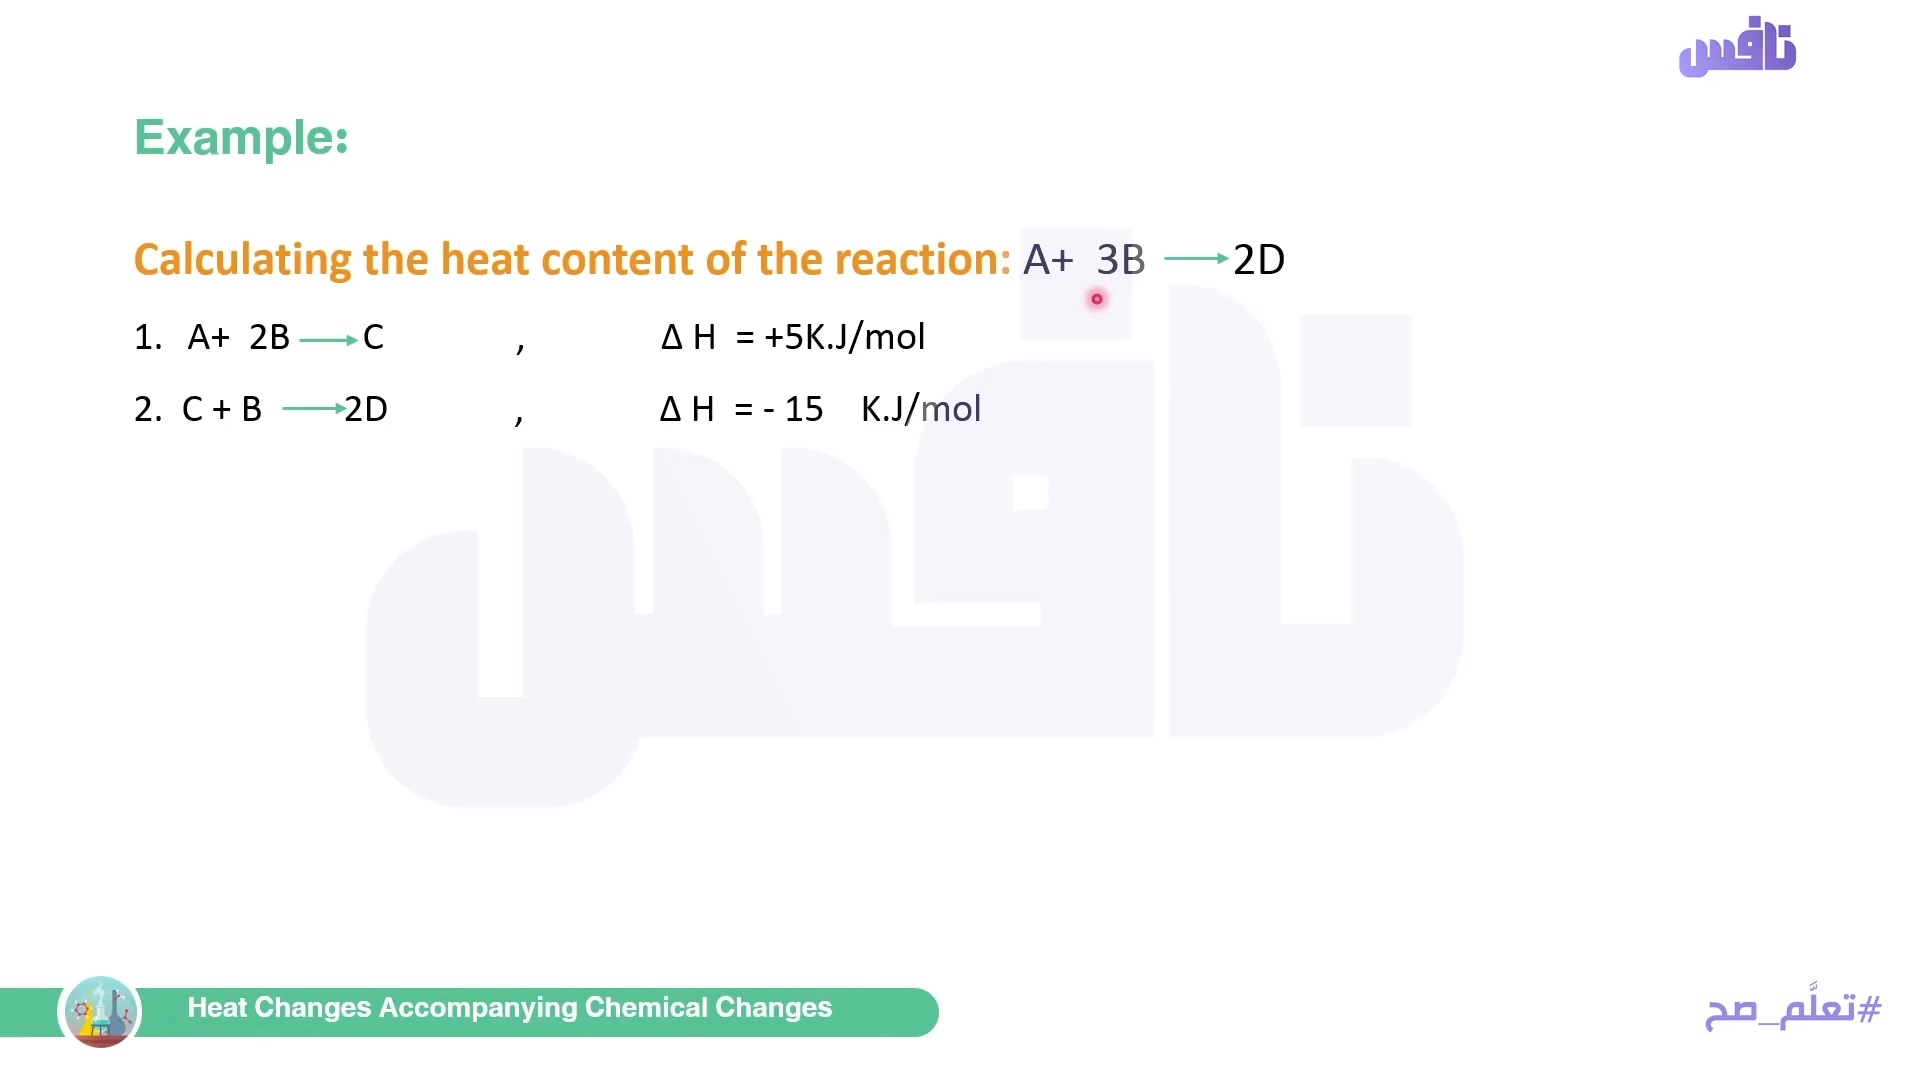 نافس
Example:
Calculating the heat content of the reaction: A+ 3B ⟶ 2D
1. A+ 2B ⟶ C , Δ H = +5K.J/mol
2. C + B ⟶ 2D , Δ H = - 15 K.J/mol
نافس
Heat Changes Accompanying Chemical Changes
#تعلَّم_صح